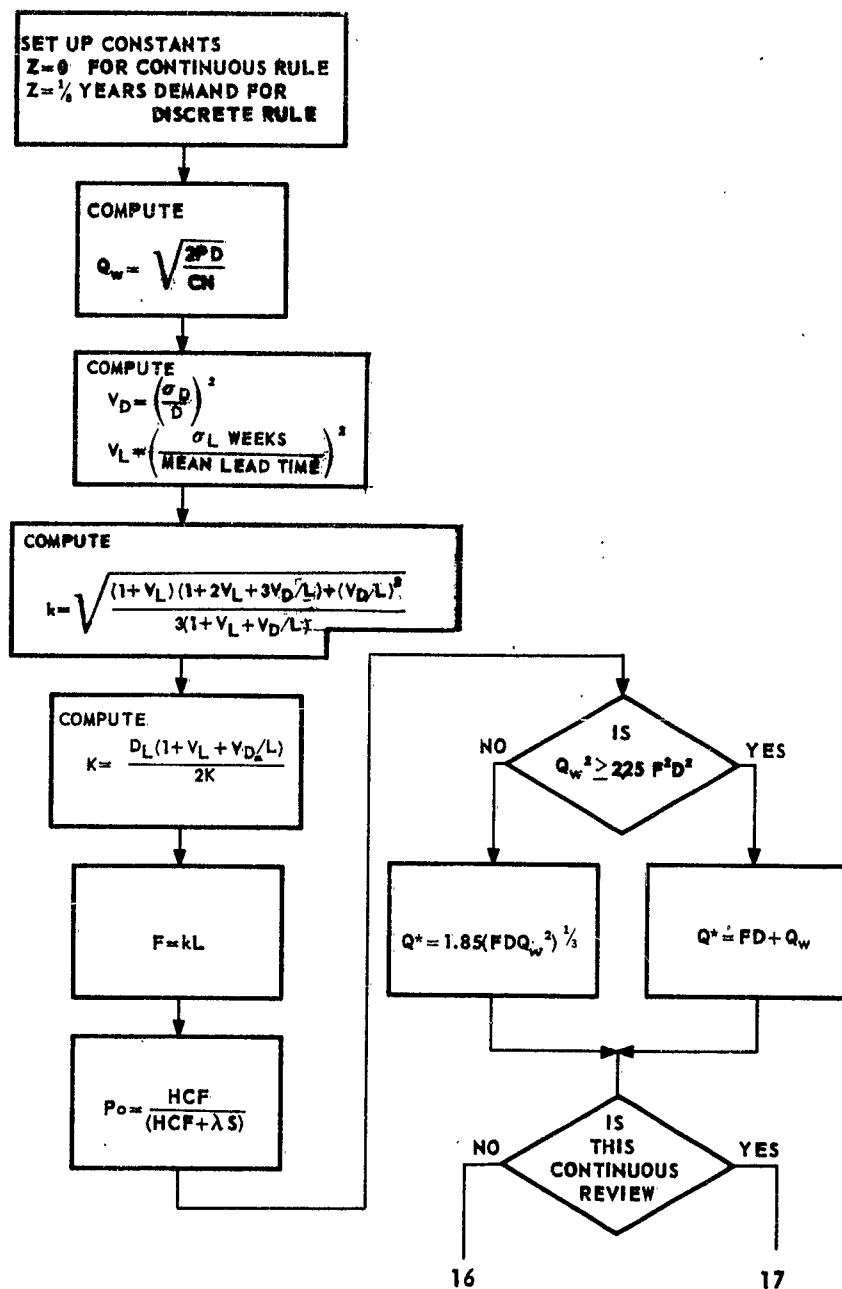 SET UP CONSTANTS
Z=0 FOR CONTINUOUS RULE
Z=⅙ YEARS DEMAND FOR
DISCRETE RULE
COMPUTE
Q_w = √(2PD/CH)
COMPUTE
V_D = (σ_D/D)²
V_L = (σ_L WEEKS/MEAN LEAD TIME)²
COMPUTE
k = √((1+V_L)(1+2V_L+3V_D/L)+(V_D/L)²/3(1+V_L+V_D/L))
COMPUTE
K = D_L(1+V_L+V_D/L)/2K
F=kL
Po = HCF/(HCF+λS)
IS
Q_w² ≥ 225 F²D²
NO
YES
Q*=1.85(FDQ_w²)^⅓
Q*=FD+Q_w
IS
THIS
CONTINUOUS
REVIEW
NO
YES
16
17